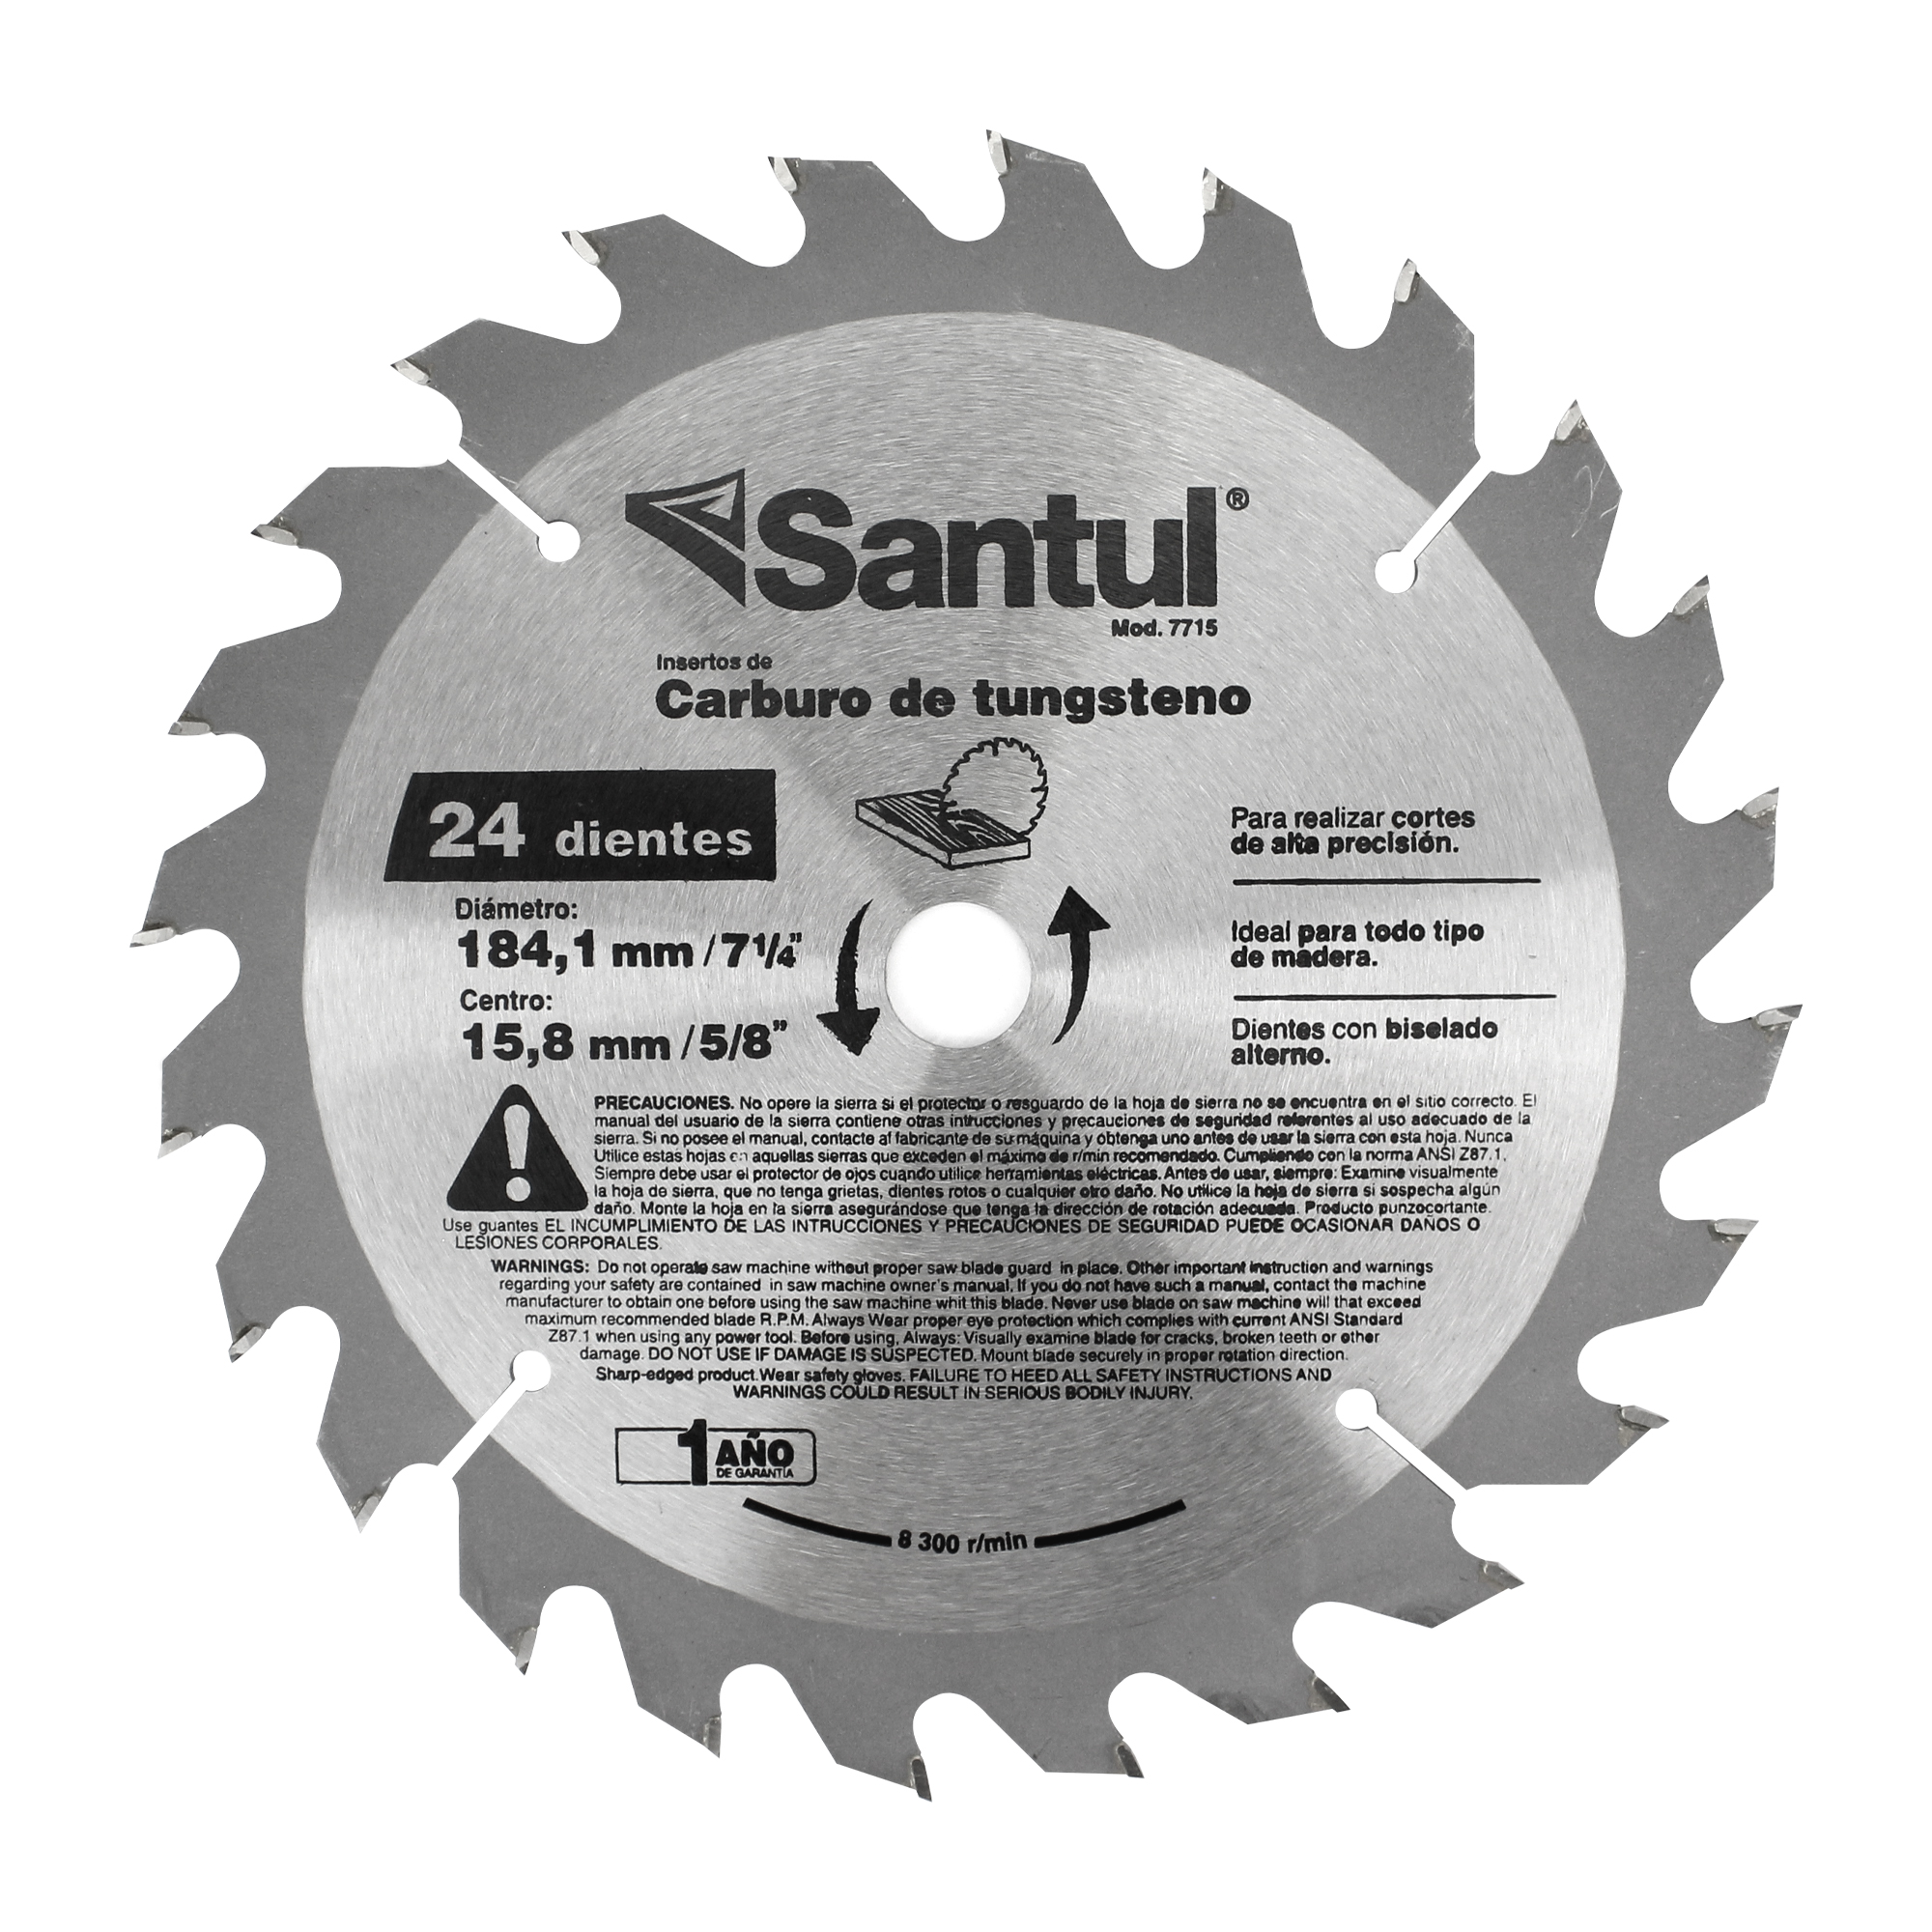 Santul®
Mod. 7715
Insertos de
Carburo de tungsteno
24 dientes
Diámetro:
184,1 mm / 7 1/4"
Centro:
15,8 mm / 5/8"
Para realizar cortes
de alta precisión.
Ideal para todo tipo
de madera.
Dientes con biselado
alterno.
PRECAUCIONES. No opere la sierra si el protector o resguardo de la hoja de sierra no se encuentra en el sitio correcto. El
manual del usuario de la sierra contiene otras intrucciones y precauciones de seguridad referentes al uso adecuado de la
sierra. Si no posee el manual, contacte al fabricante de su máquina y obtenga uno antes de usar la sierra con esta hoja. Nunca
Utilice estas hojas en aquellas sierras que exceden el máximo de r/min recomendado. Cumpliendo con la norma ANSI Z87.1,
Siempre debe usar el protector de ojos cuando utilice herramientas eléctricas. Antes de usar, siempre: Examine visualmente
la hoja de sierra, que no tenga grietas, dientes rotos o cualquier otro daño. No utilice la hoja de sierra si sospecha algún
daño. Monte la hoja en la sierra asegurándose que tenga la dirección de rotación adecuada. Producto punzocortante.
Use guantes EL INCUMPLIMIENTO DE LAS INTRUCCIONES Y PRECAUCIONES DE SEGURIDAD PUEDE OCASIONAR DAÑOS O
LESIONES CORPORALES.
WARNINGS: Do not operate saw machine without proper saw blade guard in place. Other important instruction and warnings
regarding your safety are contained in saw machine owner's manual, If you do not have such a manual, contact the machine
manufacturer to obtain one before using the saw machine whit this blade. Never use blade on saw machine will that exceed
maximum recommended blade R.P.M. Always Wear proper eye protection which complies with current ANSI Standard
Z87.1 when using any power tool. Before using, Always: Visually examine blade for cracks, broken teeth or other
damage. DO NOT USE IF DAMAGE IS SUSPECTED. Mount blade securely in proper rotation direction.
Sharp-edged product. Wear safety gloves. FAILURE TO HEED ALL SAFETY INSTRUCTIONS AND
WARNINGS COULD RESULT IN SERIOUS BODILY INJURY.
1 AÑO
DE GARANTÍA
8 300 r/min